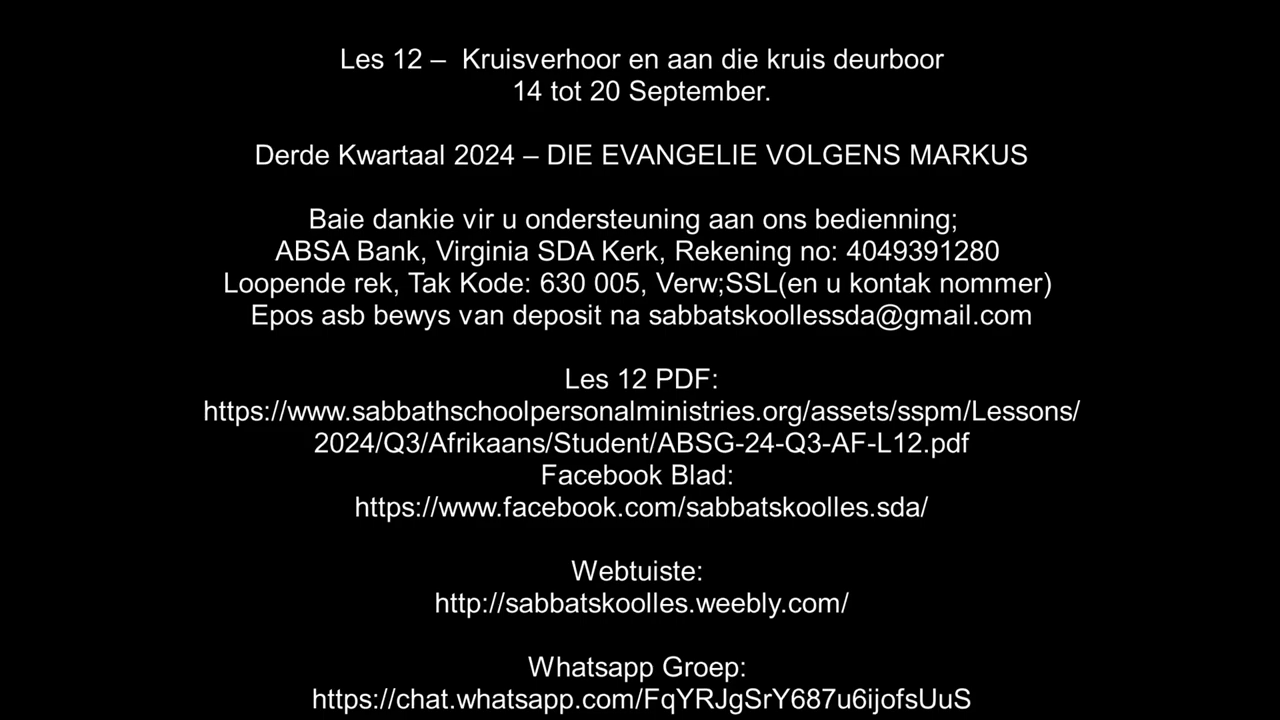 Les 12 – Kruisverhoor en aan die kruis deurboor
14 tot 20 September.
Derde Kwartaal 2024 – DIE EVANGELIE VOLGENS MARKUS
Baie dankie vir u ondersteuning aan ons bedienning;
ABSA Bank, Virginia SDA Kerk, Rekening no: 4049391280
Loopende rek, Tak Kode: 630 005, Verw;SSL(en u kontak nommer)
Epos asb bewys van deposit na sabbatskoollessda@gmail.com
Les 12 PDF:
https://www.sabbathschoolpersonalministries.org/assets/sspm/Lessons/
2024/Q3/Afrikaans/Student/ABSG-24-Q3-AF-L12.pdf
Facebook Blad:
https://www.facebook.com/sabbatskoolles.sda/
Webtuiste:
http://sabbatskoolles.weebly.com/
Whatsapp Groep:
https://chat.whatsapp.com/FqYRJgSrY687u6ijofsUuS